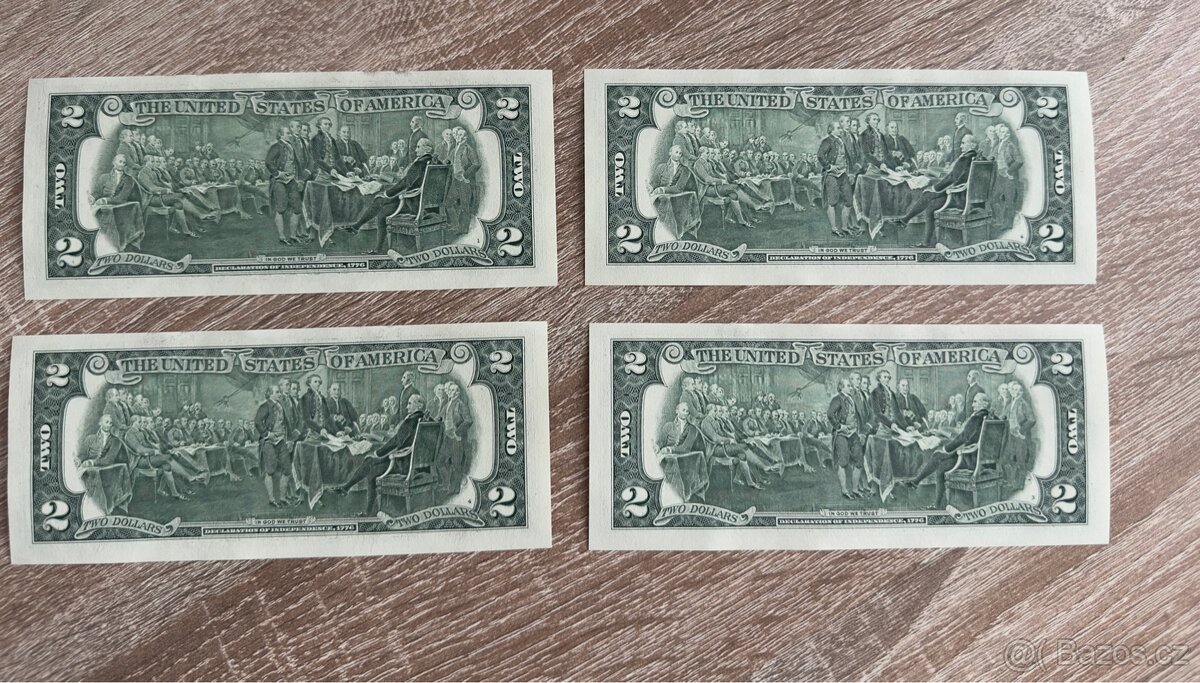 THE UNITED STATES OF AMERICA
2 2
TWO TWO
2 TWO DOLLARS IN GOD WE TRUST TWO DOLLARS 2
DECLARATION OF INDEPENDENCE, 1776
THE UNITED STATES OF AMERICA
2 2
TWO TWO
2 TWO DOLLARS IN GOD WE TRUST TWO DOLLARS 2
DECLARATION OF INDEPENDENCE, 1776
THE UNITED STATES OF AMERICA
2 2
TWO TWO
2 TWO DOLLARS IN GOD WE TRUST TWO DOLLARS 2
DECLARATION OF INDEPENDENCE, 1776
THE UNITED STATES OF AMERICA
2 2
TWO TWO
2 TWO DOLLARS IN GOD WE TRUST TWO DOLLARS 2
DECLARATION OF INDEPENDENCE, 1776
@( Bazos.cz